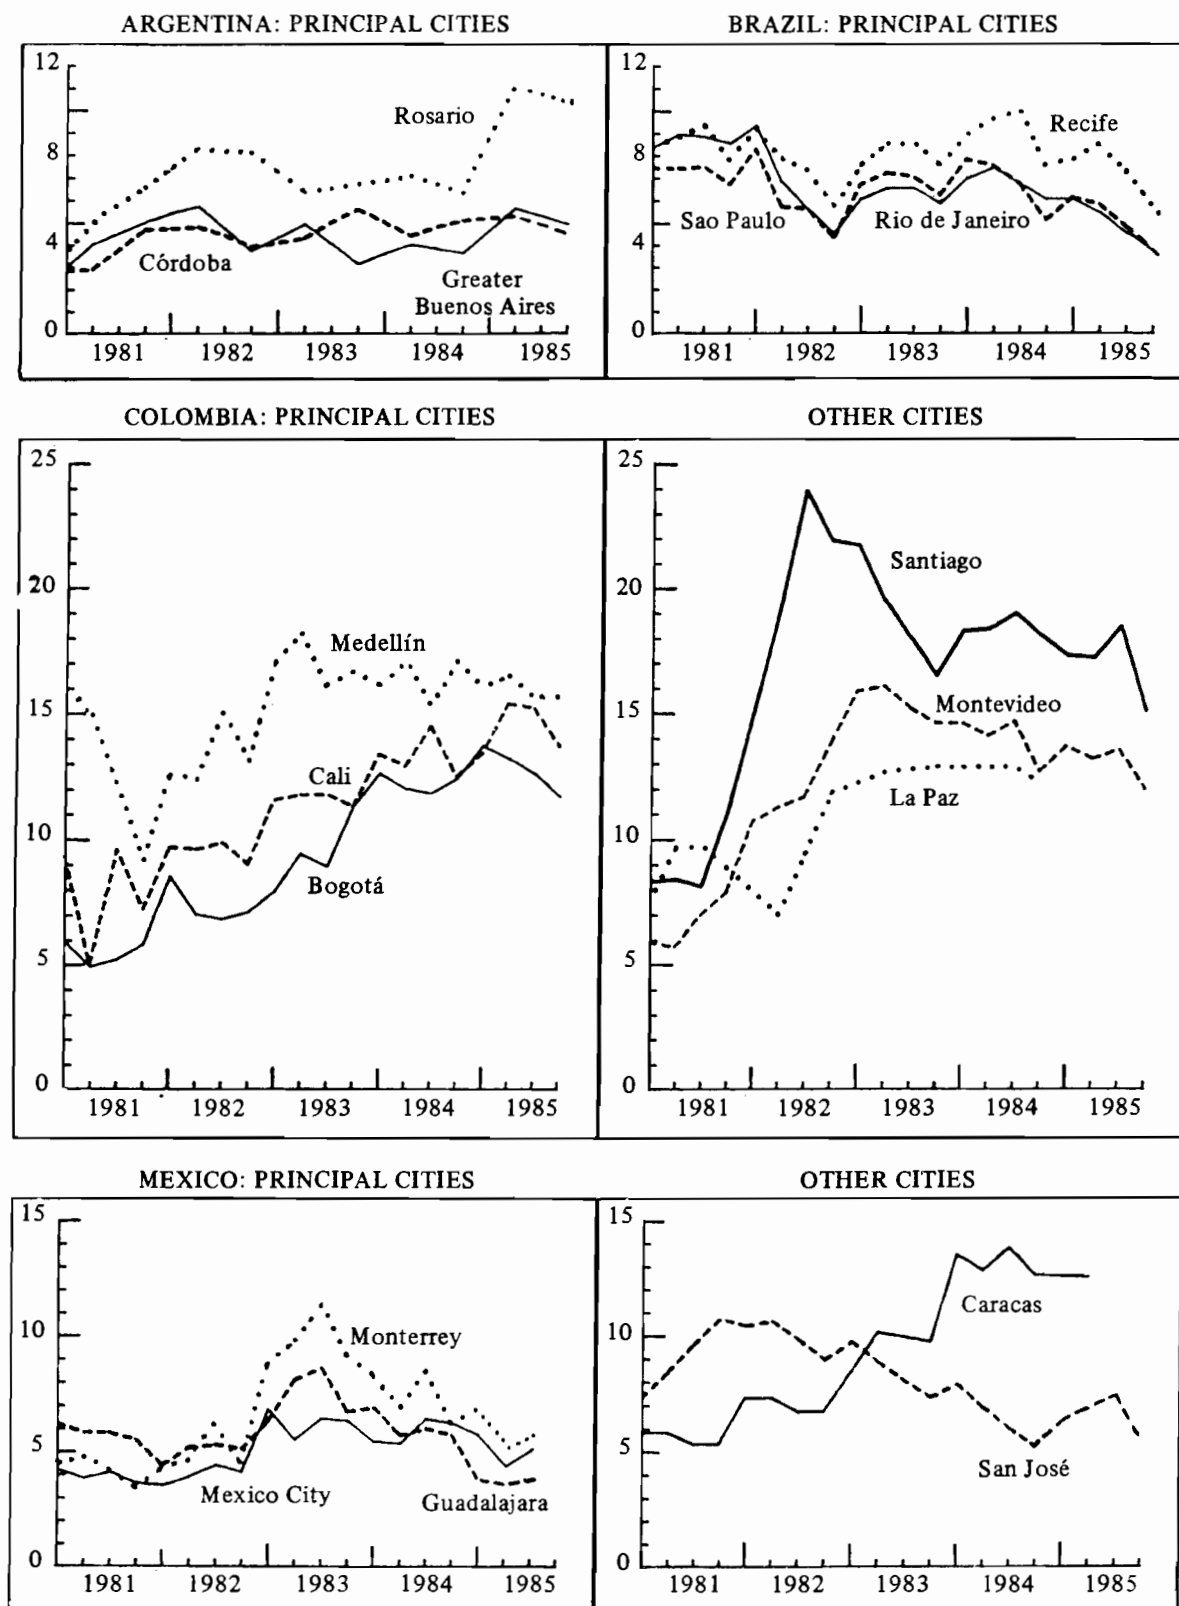 ARGENTINA: PRINCIPAL CITIES
12
8
4
0
Rosario
Córdoba
Greater
Buenos Aires
1981 1982 1983 1984 1985
BRAZIL: PRINCIPAL CITIES
12
8
4
0
Recife
Sao Paulo
Rio de Janeiro
1981 1982 1983 1984 1985
COLOMBIA: PRINCIPAL CITIES
25
20
15
10
5
0
Medellín
Cali
Bogotá
1981 1982 1983 1984 1985
OTHER CITIES
25
20
15
10
5
0
Santiago
Montevideo
La Paz
1981 1982 1983 1984 1985
MEXICO: PRINCIPAL CITIES
15
10
5
0
Monterrey
Mexico City
Guadalajara
1981 1982 1983 1984 1985
OTHER CITIES
15
10
5
0
Caracas
San José
1981 1982 1983 1984 1985